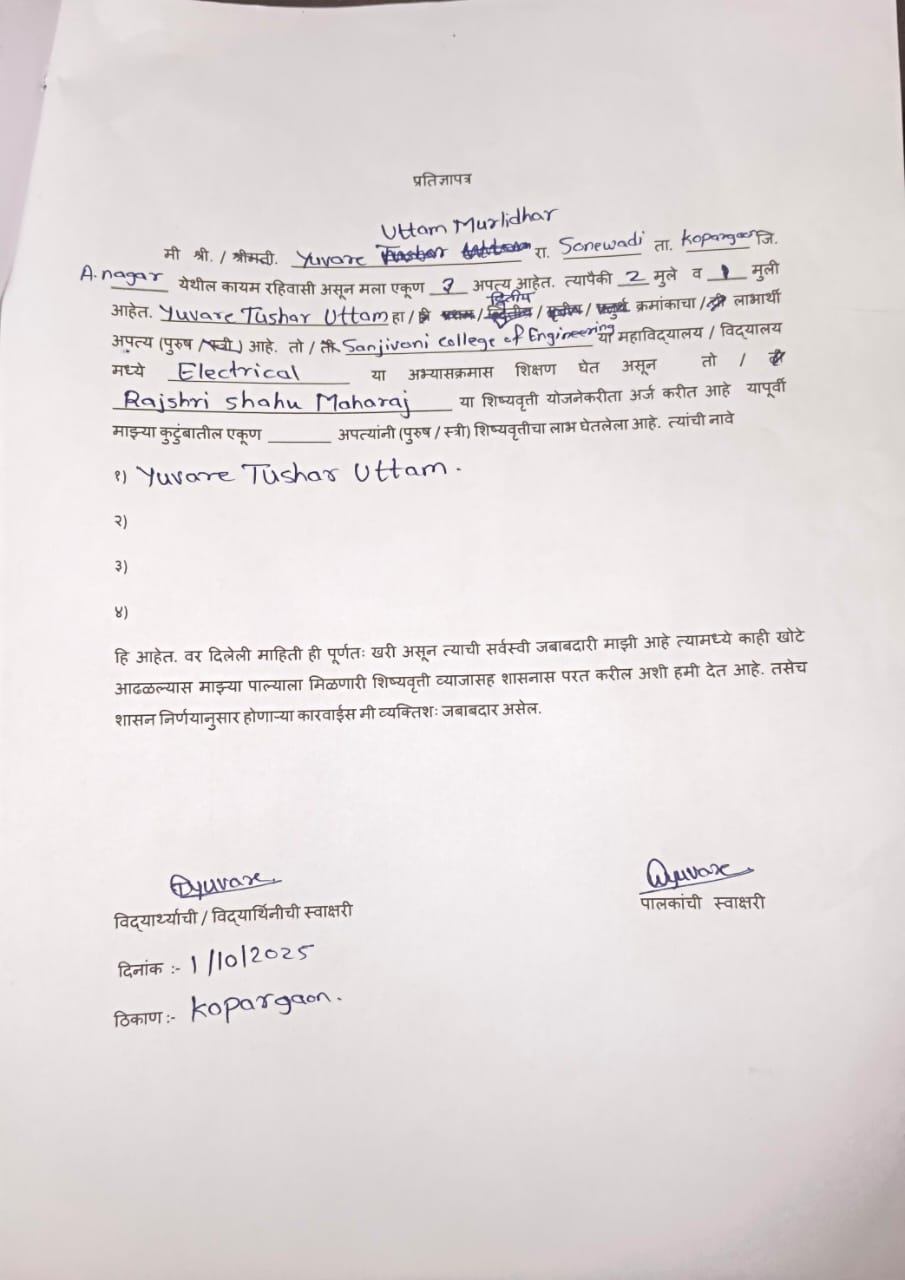 प्रतिज्ञापत्र
Uttam Murlidhar
मी श्री. / श्रीमती. Yuvare रा. Sonewadi ता. Kopargaon जि.
A.nagar येथील कायम रहिवासी असून मला एकूण 3 अपत्य आहेत. त्यापैकी 2 मुले व 1 मुली
द्वितीय
आहेत. Yuvare Tushar Uttam हा / ही प्रथम / द्वितीय / तृतीय / चतुर्थ क्रमांकाचा / ची लाभार्थी
अपत्य (पुरुष / स्त्री) आहे. तो / ती Sanjivani College of Engineering या महाविद्यालय / विद्यालय
मध्ये Electrical या अभ्यासक्रमास शिक्षण घेत असून तो / ती
Rajshri Shahu Maharaj या शिष्यवृत्ती योजनेकरीता अर्ज करीत आहे यापूर्वी
माझ्या कुटुंबातील एकूण ______ अपत्यांनी (पुरुष / स्त्री) शिष्यवृत्तीचा लाभ घेतलेला आहे. त्यांची नावे
१) Yuvare Tushar Uttam.
२)
३)
४)
हि आहेत. वर दिलेली माहिती ही पूर्णतः खरी असून त्याची सर्वस्वी जबाबदारी माझी आहे त्यामध्ये काही खोटे
आढळल्यास माझ्या पाल्याला मिळणारी शिष्यवृत्ती व्याजासह शासनास परत करील अशी हमी देत आहे. तसेच
शासन निर्णयानुसार होणाऱ्या कारवाईस मी व्यक्तिशः जबाबदार असेल.
विद्यार्थ्याची / विद्यार्थिनीची स्वाक्षरी
पालकांची स्वाक्षरी
दिनांक :- 1/10/2025
ठिकाण :- Kopargaon.